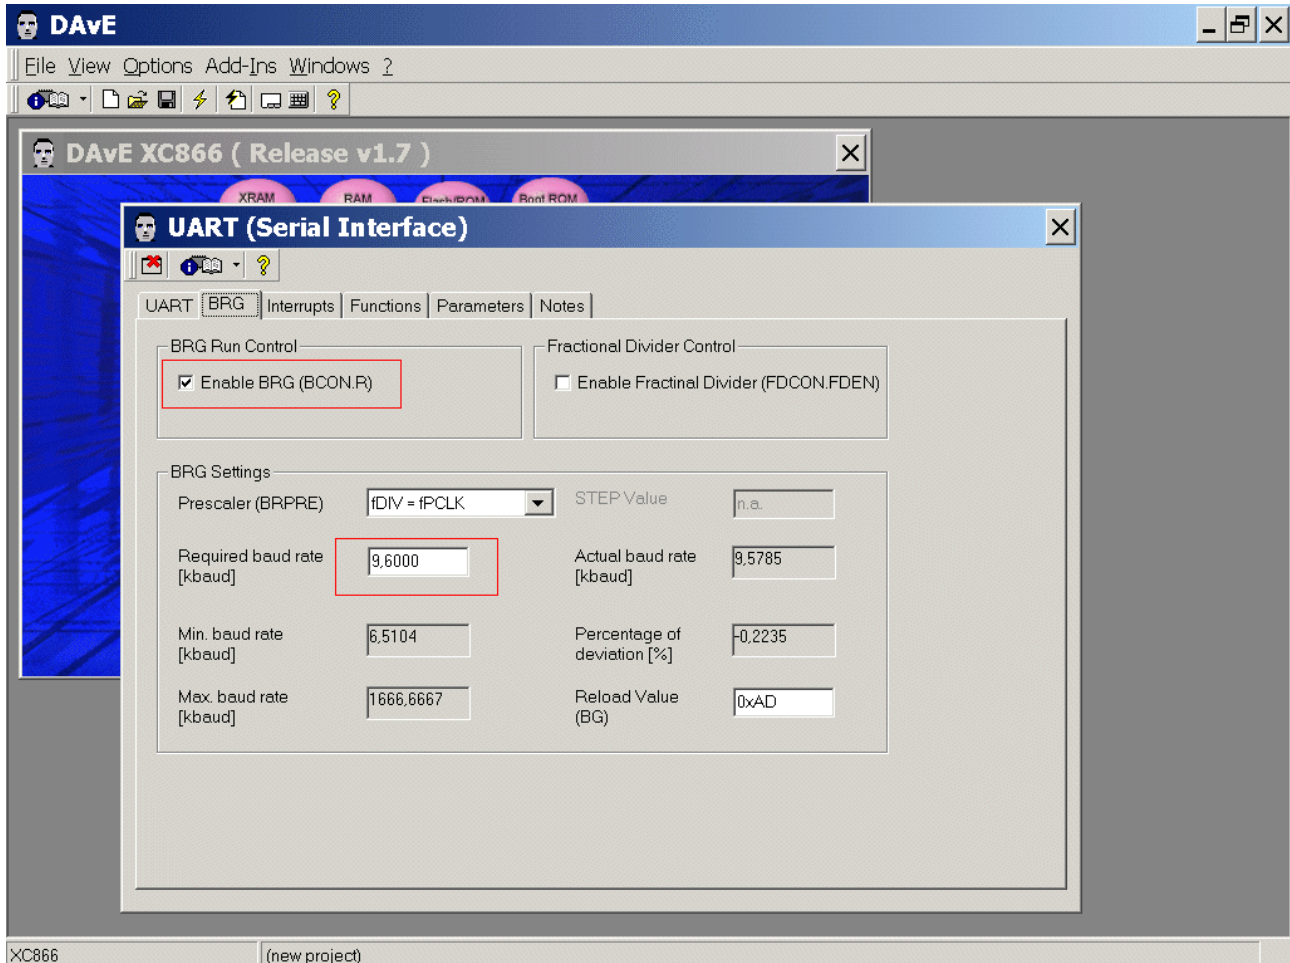 DAvE
File View Options Add-Ins Windows ?
DAvE XC866 ( Release v1.7 )
XRAM RAM Flash/ROM Boot ROM
UART (Serial Interface)
UART BRG Interrupts Functions Parameters Notes
BRG Run Control
Enable BRG (BCON.R)
Fractional Divider Control
Enable Fractinal Divider (FDCON.FDEN)
BRG Settings
Prescaler (BRPRE) fDIV = fPCLK STEP Value n.a.
Required baud rate
[kbaud]
9,6000
Actual baud rate
[kbaud]
9,5785
Min. baud rate
[kbaud]
6,5104
Percentage of
deviation [%]
-0,2235
Max. baud rate
[kbaud]
1666,6667
Reload Value
(BG)
0xAD
XC866 (new project)